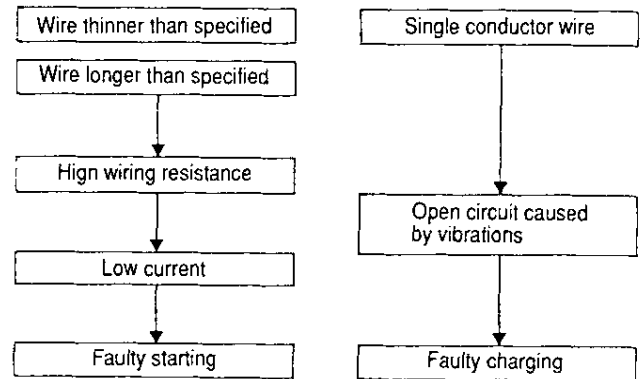 Wire thinner than specified
Wire longer than specified
Hign wiring resistance
Low current
Faulty starting
Single conductor wire
Open circuit caused
by vibrations
Faulty charging